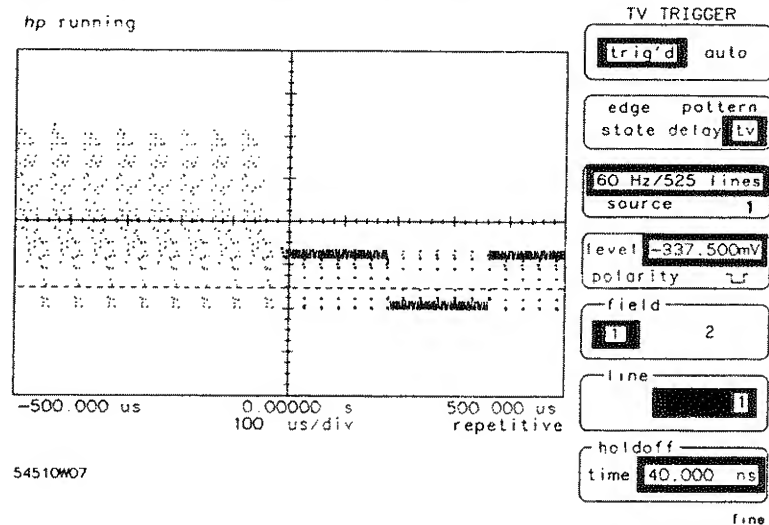 TV TRIGGER
hp running
trig'd auto
edge pattern
state delay tv
60 Hz/525 lines
source 1
level -337.500mV
polarity
field
1 2
line
1
-500.000 us 0.00000 s 500.000 us
100 us/div repetitive
holdoff
time 40.000 ns
54510W07
fine